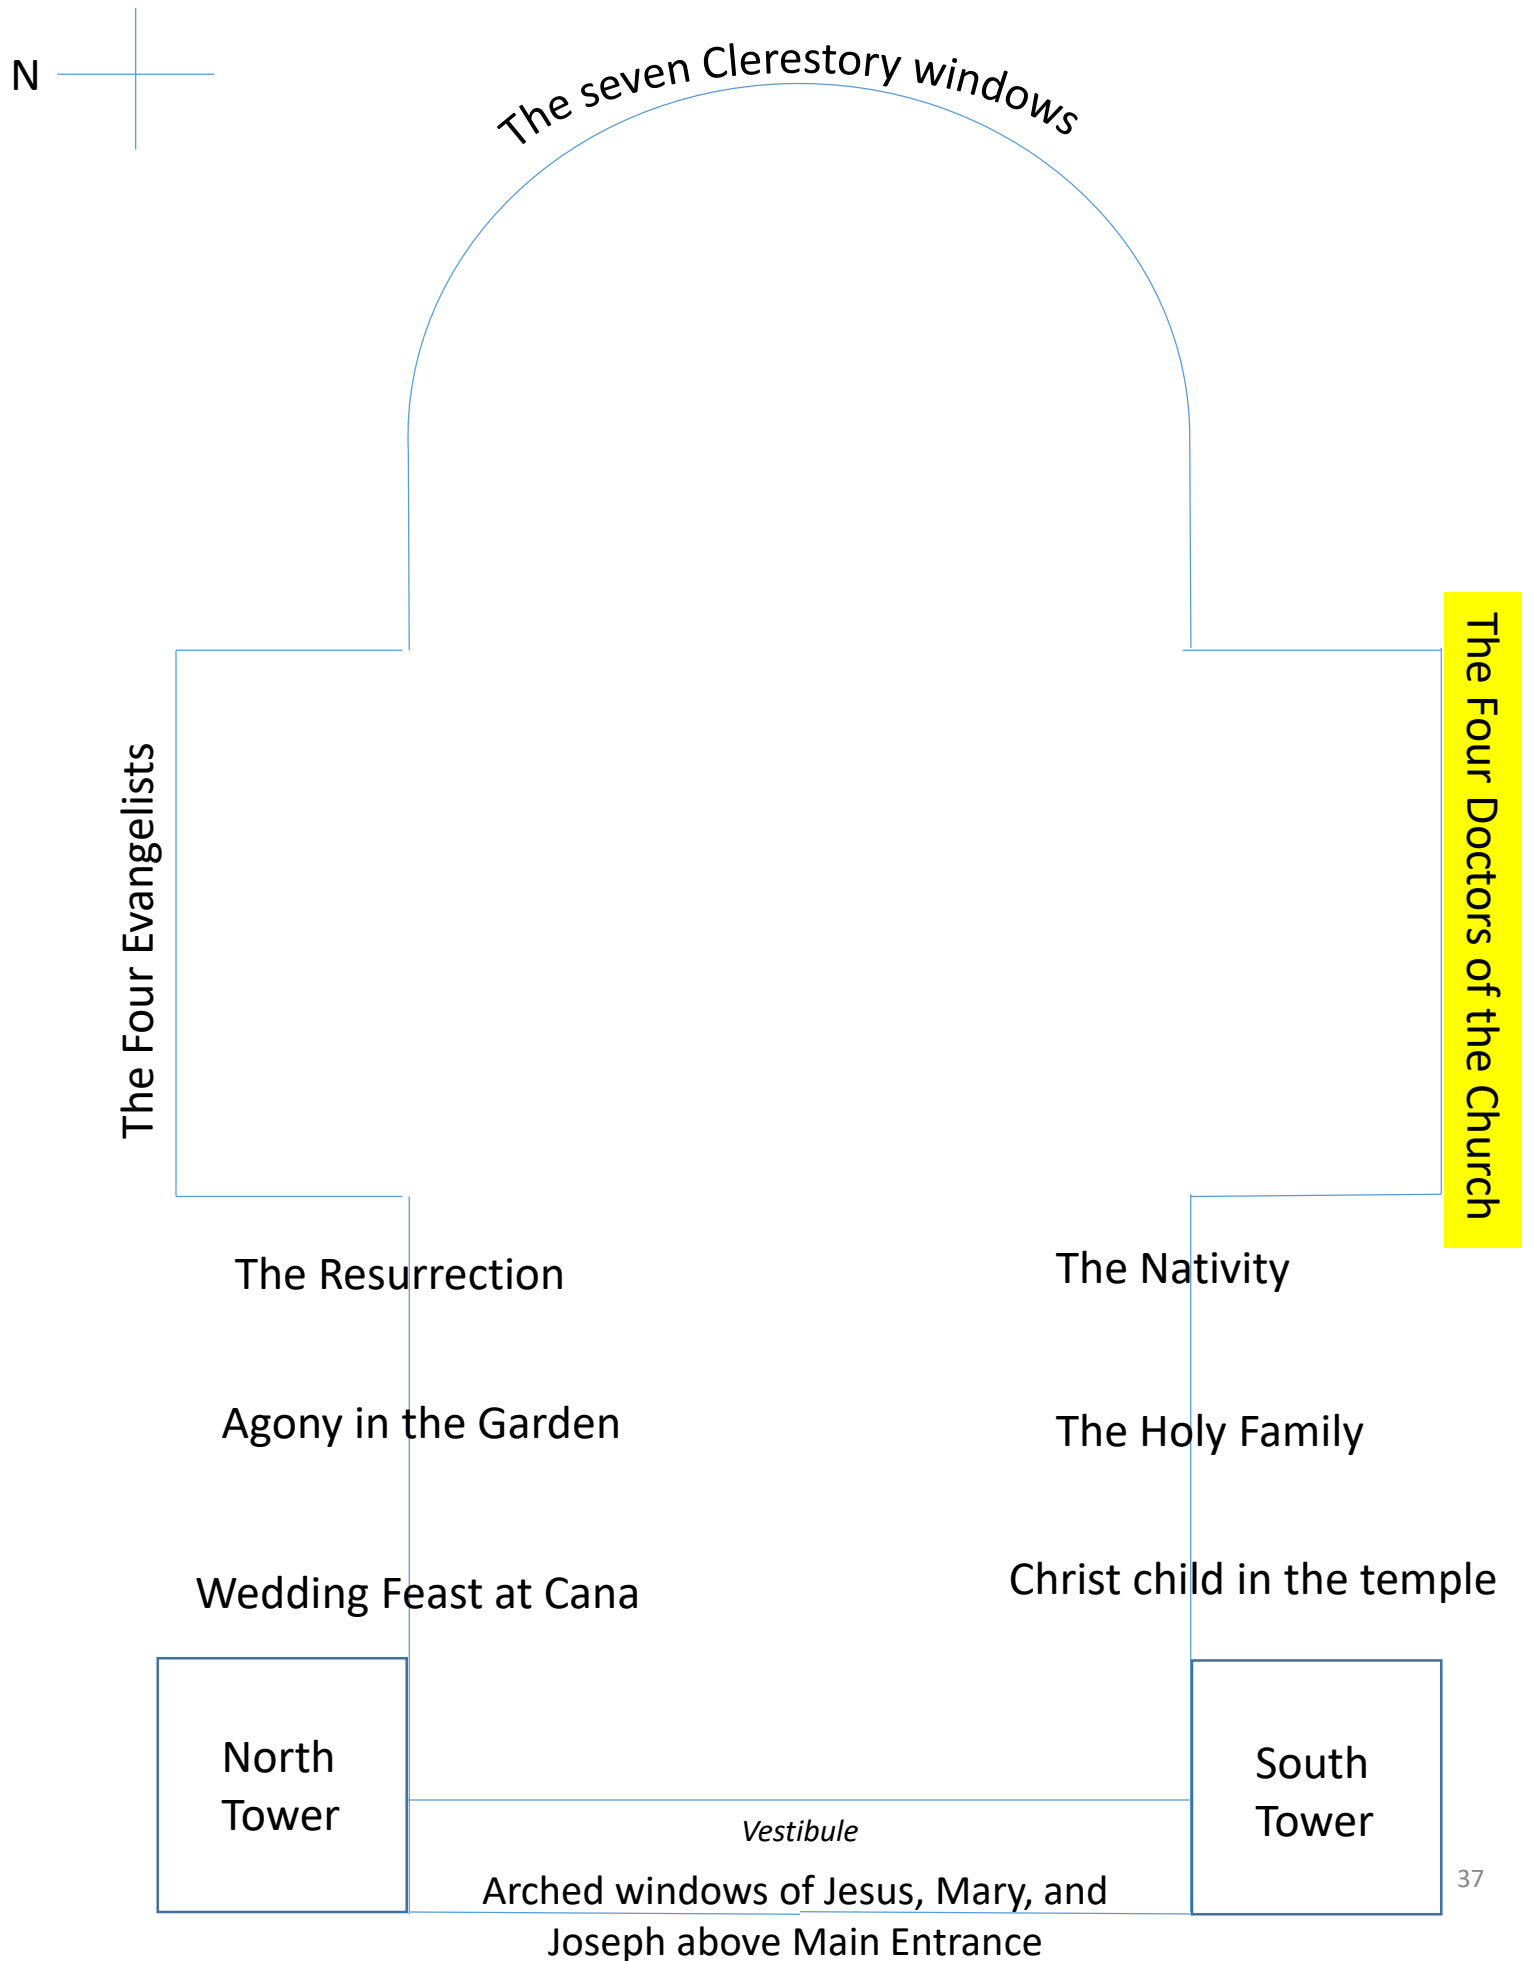 N
The seven Clerestory windows
The Four Evangelists
The Four Doctors of the Church
The Resurrection
The Nativity
Agony in the Garden
The Holy Family
Wedding Feast at Cana
Christ child in the temple
North
Tower
South
Tower
Vestibule
Arched windows of Jesus, Mary, and
Joseph above Main Entrance
37